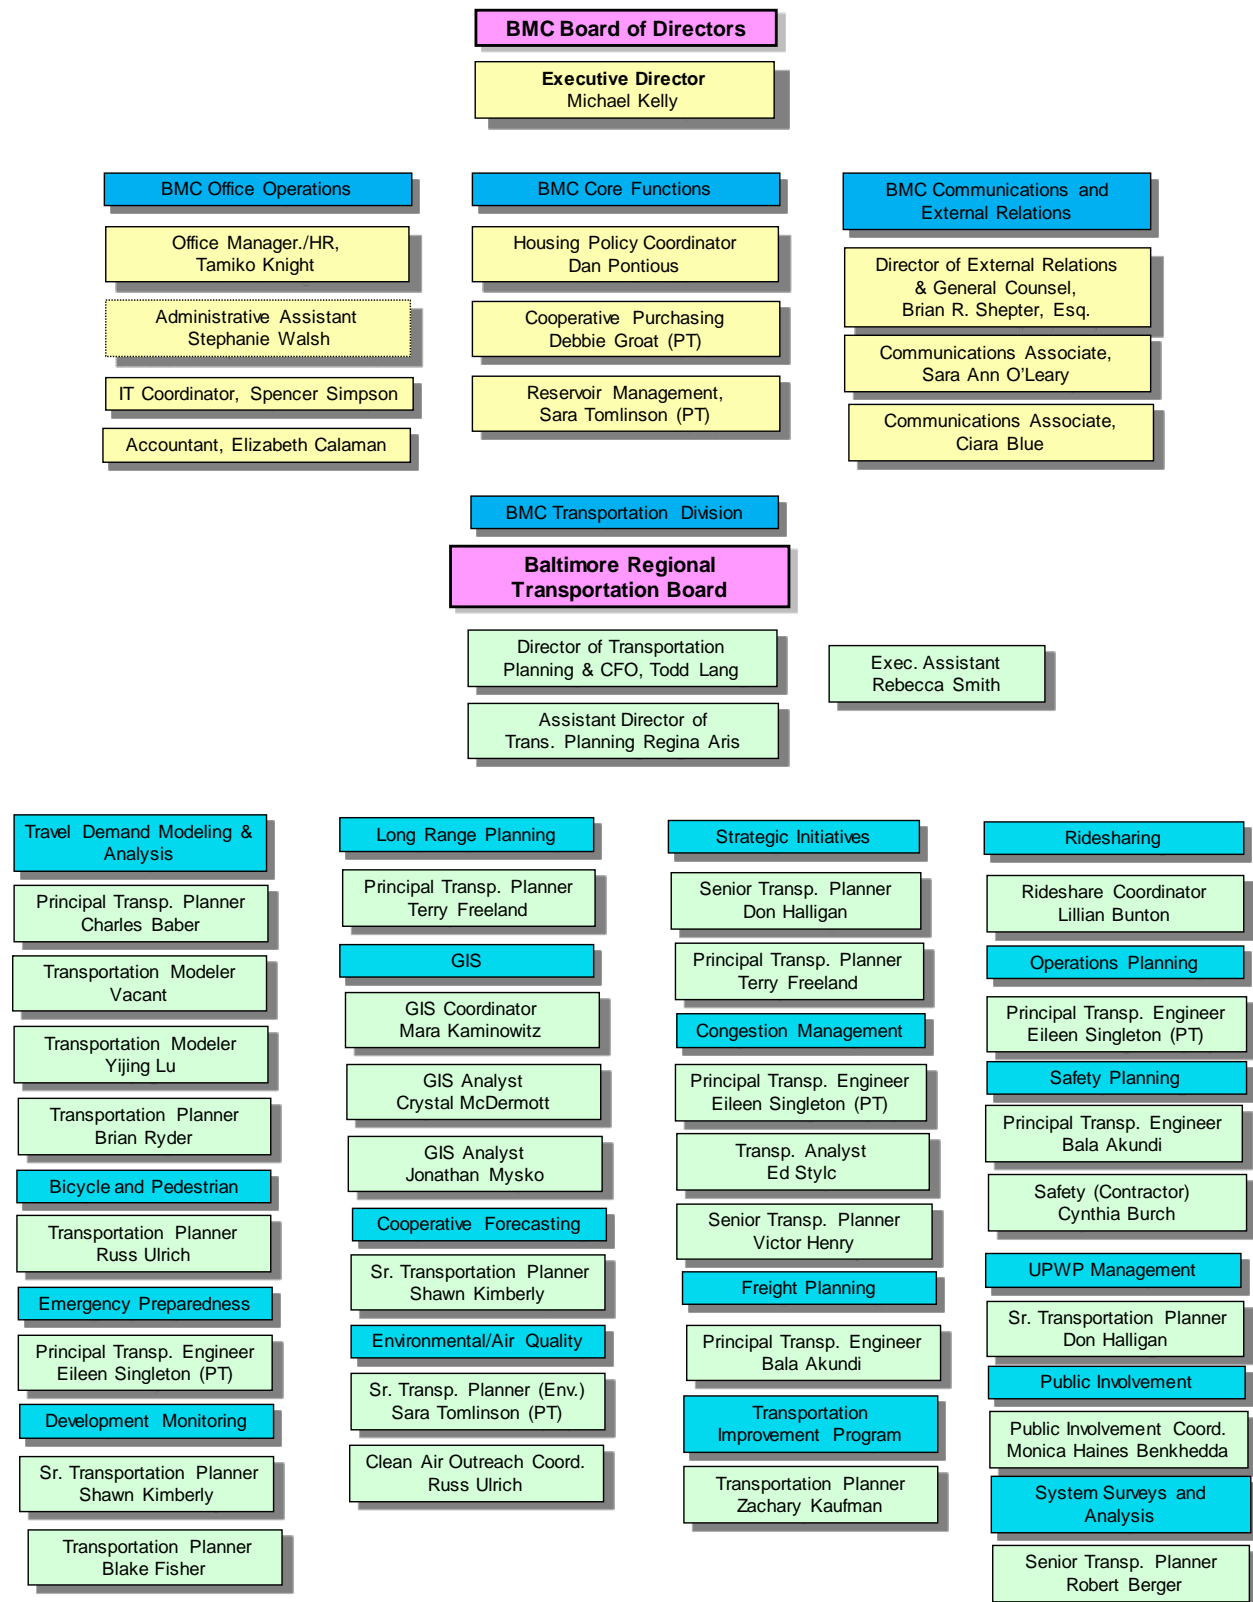 BMC Board of Directors
Executive Director
Michael Kelly
BMC Office Operations
Office Manager./HR,
Tamiko Knight
Administrative Assistant
Stephanie Walsh
IT Coordinator, Spencer Simpson
Accountant, Elizabeth Calaman
BMC Core Functions
Housing Policy Coordinator
Dan Pontious
Cooperative Purchasing
Debbie Groat (PT)
Reservoir Management,
Sara Tomlinson (PT)
BMC Communications and
External Relations
Director of External Relations
& General Counsel,
Brian R. Shepter, Esq.
Communications Associate,
Sara Ann O'Leary
Communications Associate,
Ciara Blue
BMC Transportation Division
Baltimore Regional
Transportation Board
Director of Transportation
Planning & CFO, Todd Lang
Exec. Assistant
Rebecca Smith
Assistant Director of
Trans. Planning Regina Aris
Travel Demand Modeling &
Analysis
Principal Transp. Planner
Charles Baber
Transportation Modeler
Vacant
Transportation Modeler
Yijing Lu
Transportation Planner
Brian Ryder
Bicycle and Pedestrian
Transportation Planner
Russ Ulrich
Emergency Preparedness
Principal Transp. Engineer
Eileen Singleton (PT)
Development Monitoring
Sr. Transportation Planner
Shawn Kimberly
Transportation Planner
Blake Fisher
Long Range Planning
Principal Transp. Planner
Terry Freeland
GIS
GIS Coordinator
Mara Kaminowitz
GIS Analyst
Crystal McDermott
GIS Analyst
Jonathan Mysko
Cooperative Forecasting
Sr. Transportation Planner
Shawn Kimberly
Environmental/Air Quality
Sr. Transp. Planner (Env.)
Sara Tomlinson (PT)
Clean Air Outreach Coord.
Russ Ulrich
Strategic Initiatives
Senior Transp. Planner
Don Halligan
Principal Transp. Planner
Terry Freeland
Congestion Management
Principal Transp. Engineer
Eileen Singleton (PT)
Transp. Analyst
Ed Stylc
Senior Transp. Planner
Victor Henry
Freight Planning
Principal Transp. Engineer
Bala Akundi
Transportation
Improvement Program
Transportation Planner
Zachary Kaufman
Ridesharing
Rideshare Coordinator
Lillian Bunton
Operations Planning
Principal Transp. Engineer
Eileen Singleton (PT)
Safety Planning
Principal Transp. Engineer
Bala Akundi
Safety (Contractor)
Cynthia Burch
UPWP Management
Sr. Transportation Planner
Don Halligan
Public Involvement
Public Involvement Coord.
Monica Haines Benkhedda
System Surveys and
Analysis
Senior Transp. Planner
Robert Berger